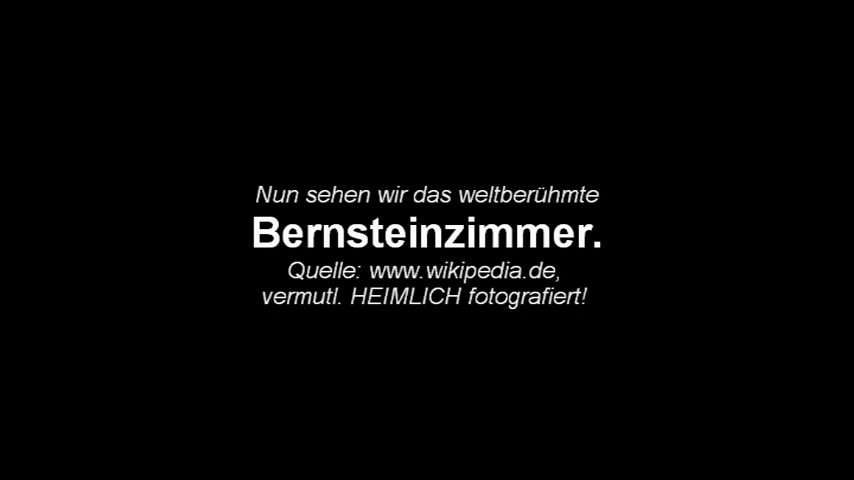 Nun sehen wir das weltberühmte
Bernsteinzimmer.
Quelle: www.wikipedia.de,
vermutl. HEIMLICH fotografiert!